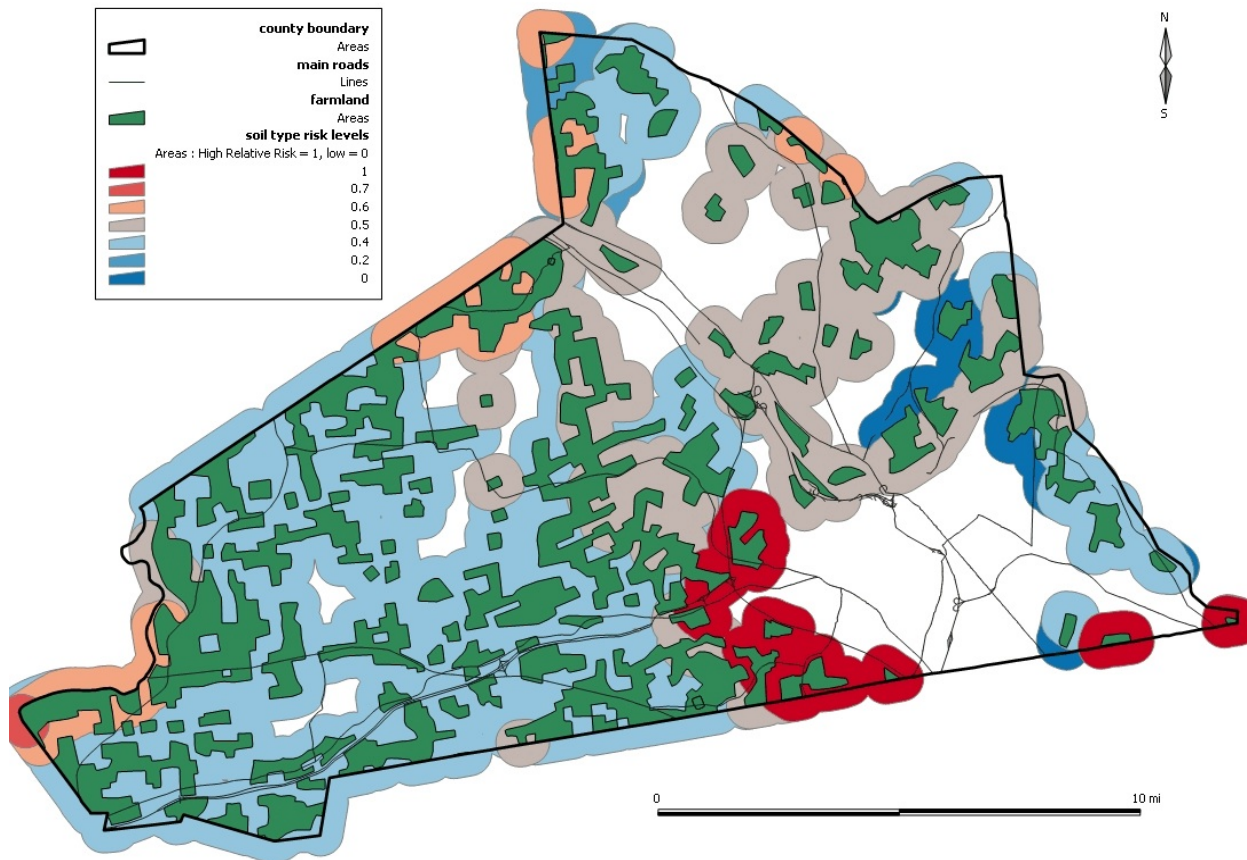 county boundary
Areas
main roads
Lines
farmland
Areas
soil type risk levels
Areas : High Relative Risk = 1, low = 0
1
0.7
0.6
0.5
0.4
0.2
0
N
S
0
10 mi